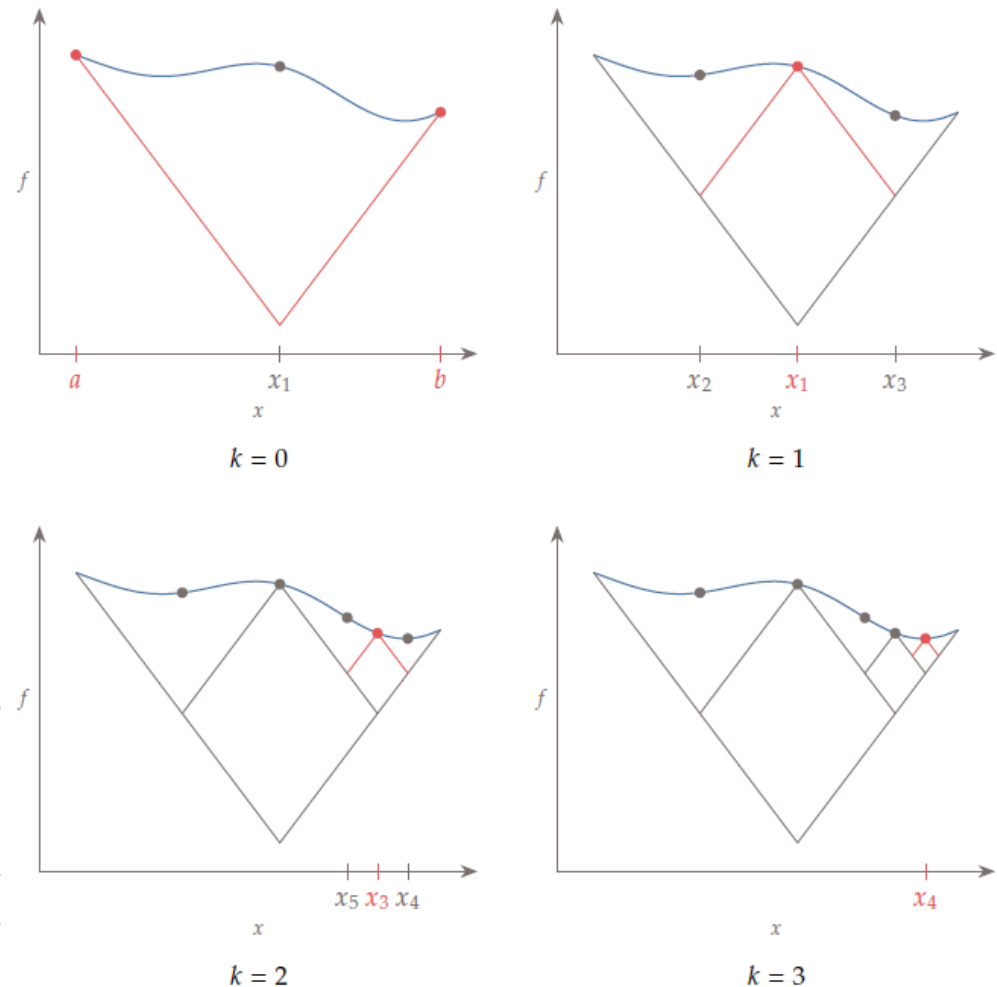 f
f
a x₁ b
x₂ x₁ x₃
x
x
k = 0
k = 1
f
f
x₅ x₃ x₄
x₄
x
x
k = 2
k = 3